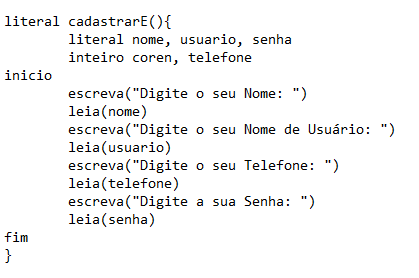 literal cadastrarE(){
literal nome, usuario, senha
inteiro coren, telefone
inicio
escreva("Digite o seu Nome: ")
leia(nome)
escreva("Digite o seu Nome de Usuário: ")
leia(usuario)
escreva("Digite o seu Telefone: ")
leia(telefone)
escreva("Digite a sua Senha: ")
leia(senha)
fim
}